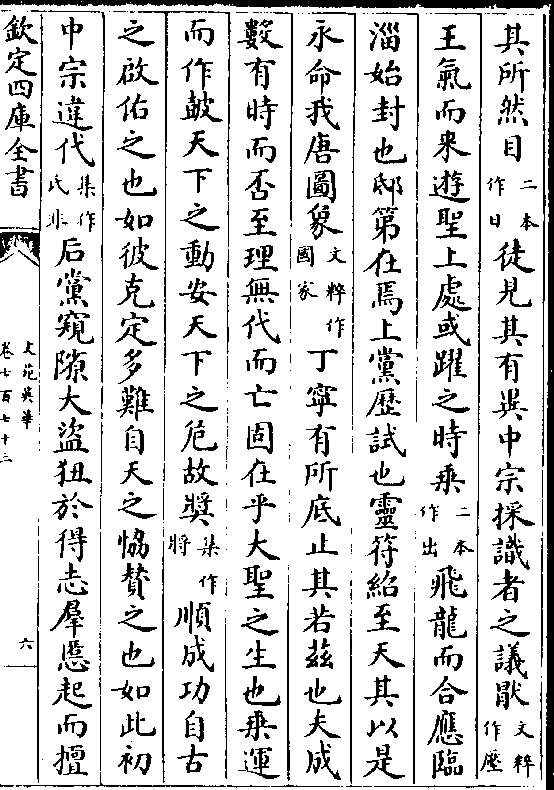 其所然目二本作日徒見其有異中宗採識者之議厭文粹作壓
王氣而来遊聖上處或躍之時乗二本作出飛龍而合應臨
淄始封也邸第在焉上黨歴試也靈符紹至天其以是
永命我唐圖象文粹作國家丁寧有所底止其若茲也夫成
數有時而否至理無代而亡固在乎大聖之生也乗運
而作皷天下之動安天下之危故奬集作將順成功自古
之啟佑之也如彼克定多難自天之恊賛之也如此初
中宗違代集作氏非后黨窺隙大盜狃於得志羣慝起而擅
欽定四庫全書
文苑英華
卷七百七十三
六